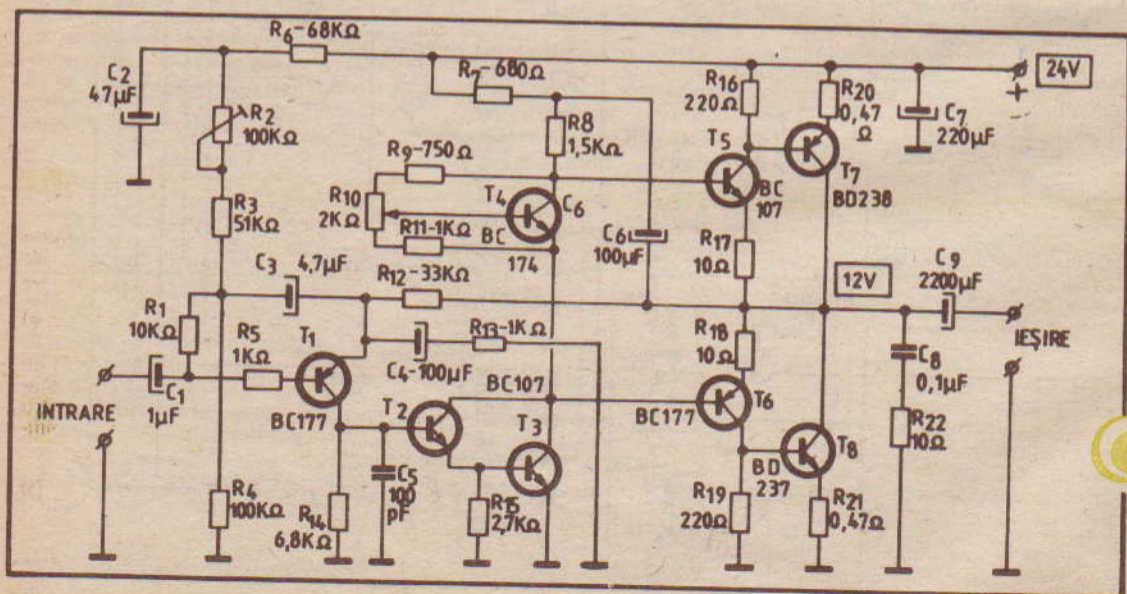 R6-68KΩ
C2
47μF
R2
100KΩ
R7-680Ω
R8
1,5KΩ
R16
220Ω
R20
0,47
Ω
C7
220μF
24V
+
-
R9-750Ω
R10
2KΩ
R11-1KΩ
T4
BC
174
C6
T5
BC
107
T7
BD238
R3
51KΩ
C3
4,7μF
R12-33KΩ
C6
100μF
R17
10Ω
12V
C9
2200μF
R1
10KΩ
R5
1KΩ
T1
BC177
R13-1KΩ
C4-100μF
R18
10Ω
IEȘIRE
C8
0,1μF
INTRARE
C1
1μF
T2
BC107
T3
BC177
T6
BD
237
T8
R22
10Ω
R4
100KΩ
R14
6,8KΩ
C5
100
pF
R15
2,7KΩ
R19
220Ω
R21
0,47Ω